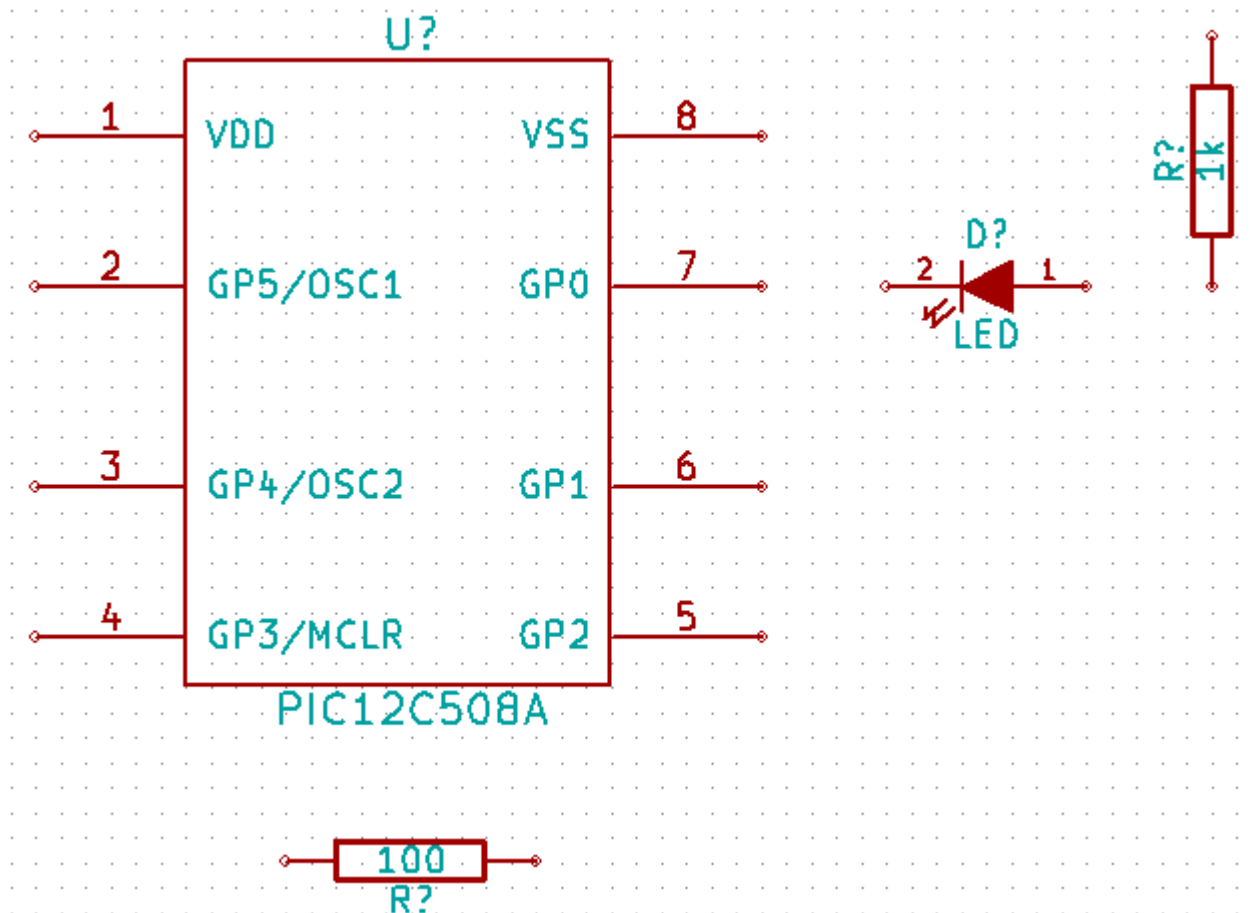 U?
1 VDD VSS 8
2 GP5/OSC1 GP0 7
3 GP4/OSC2 GP1 6
4 GP3/MCLR GP2 5
PIC12C508A
D?
2 1
LED
R?
1k
100
R?